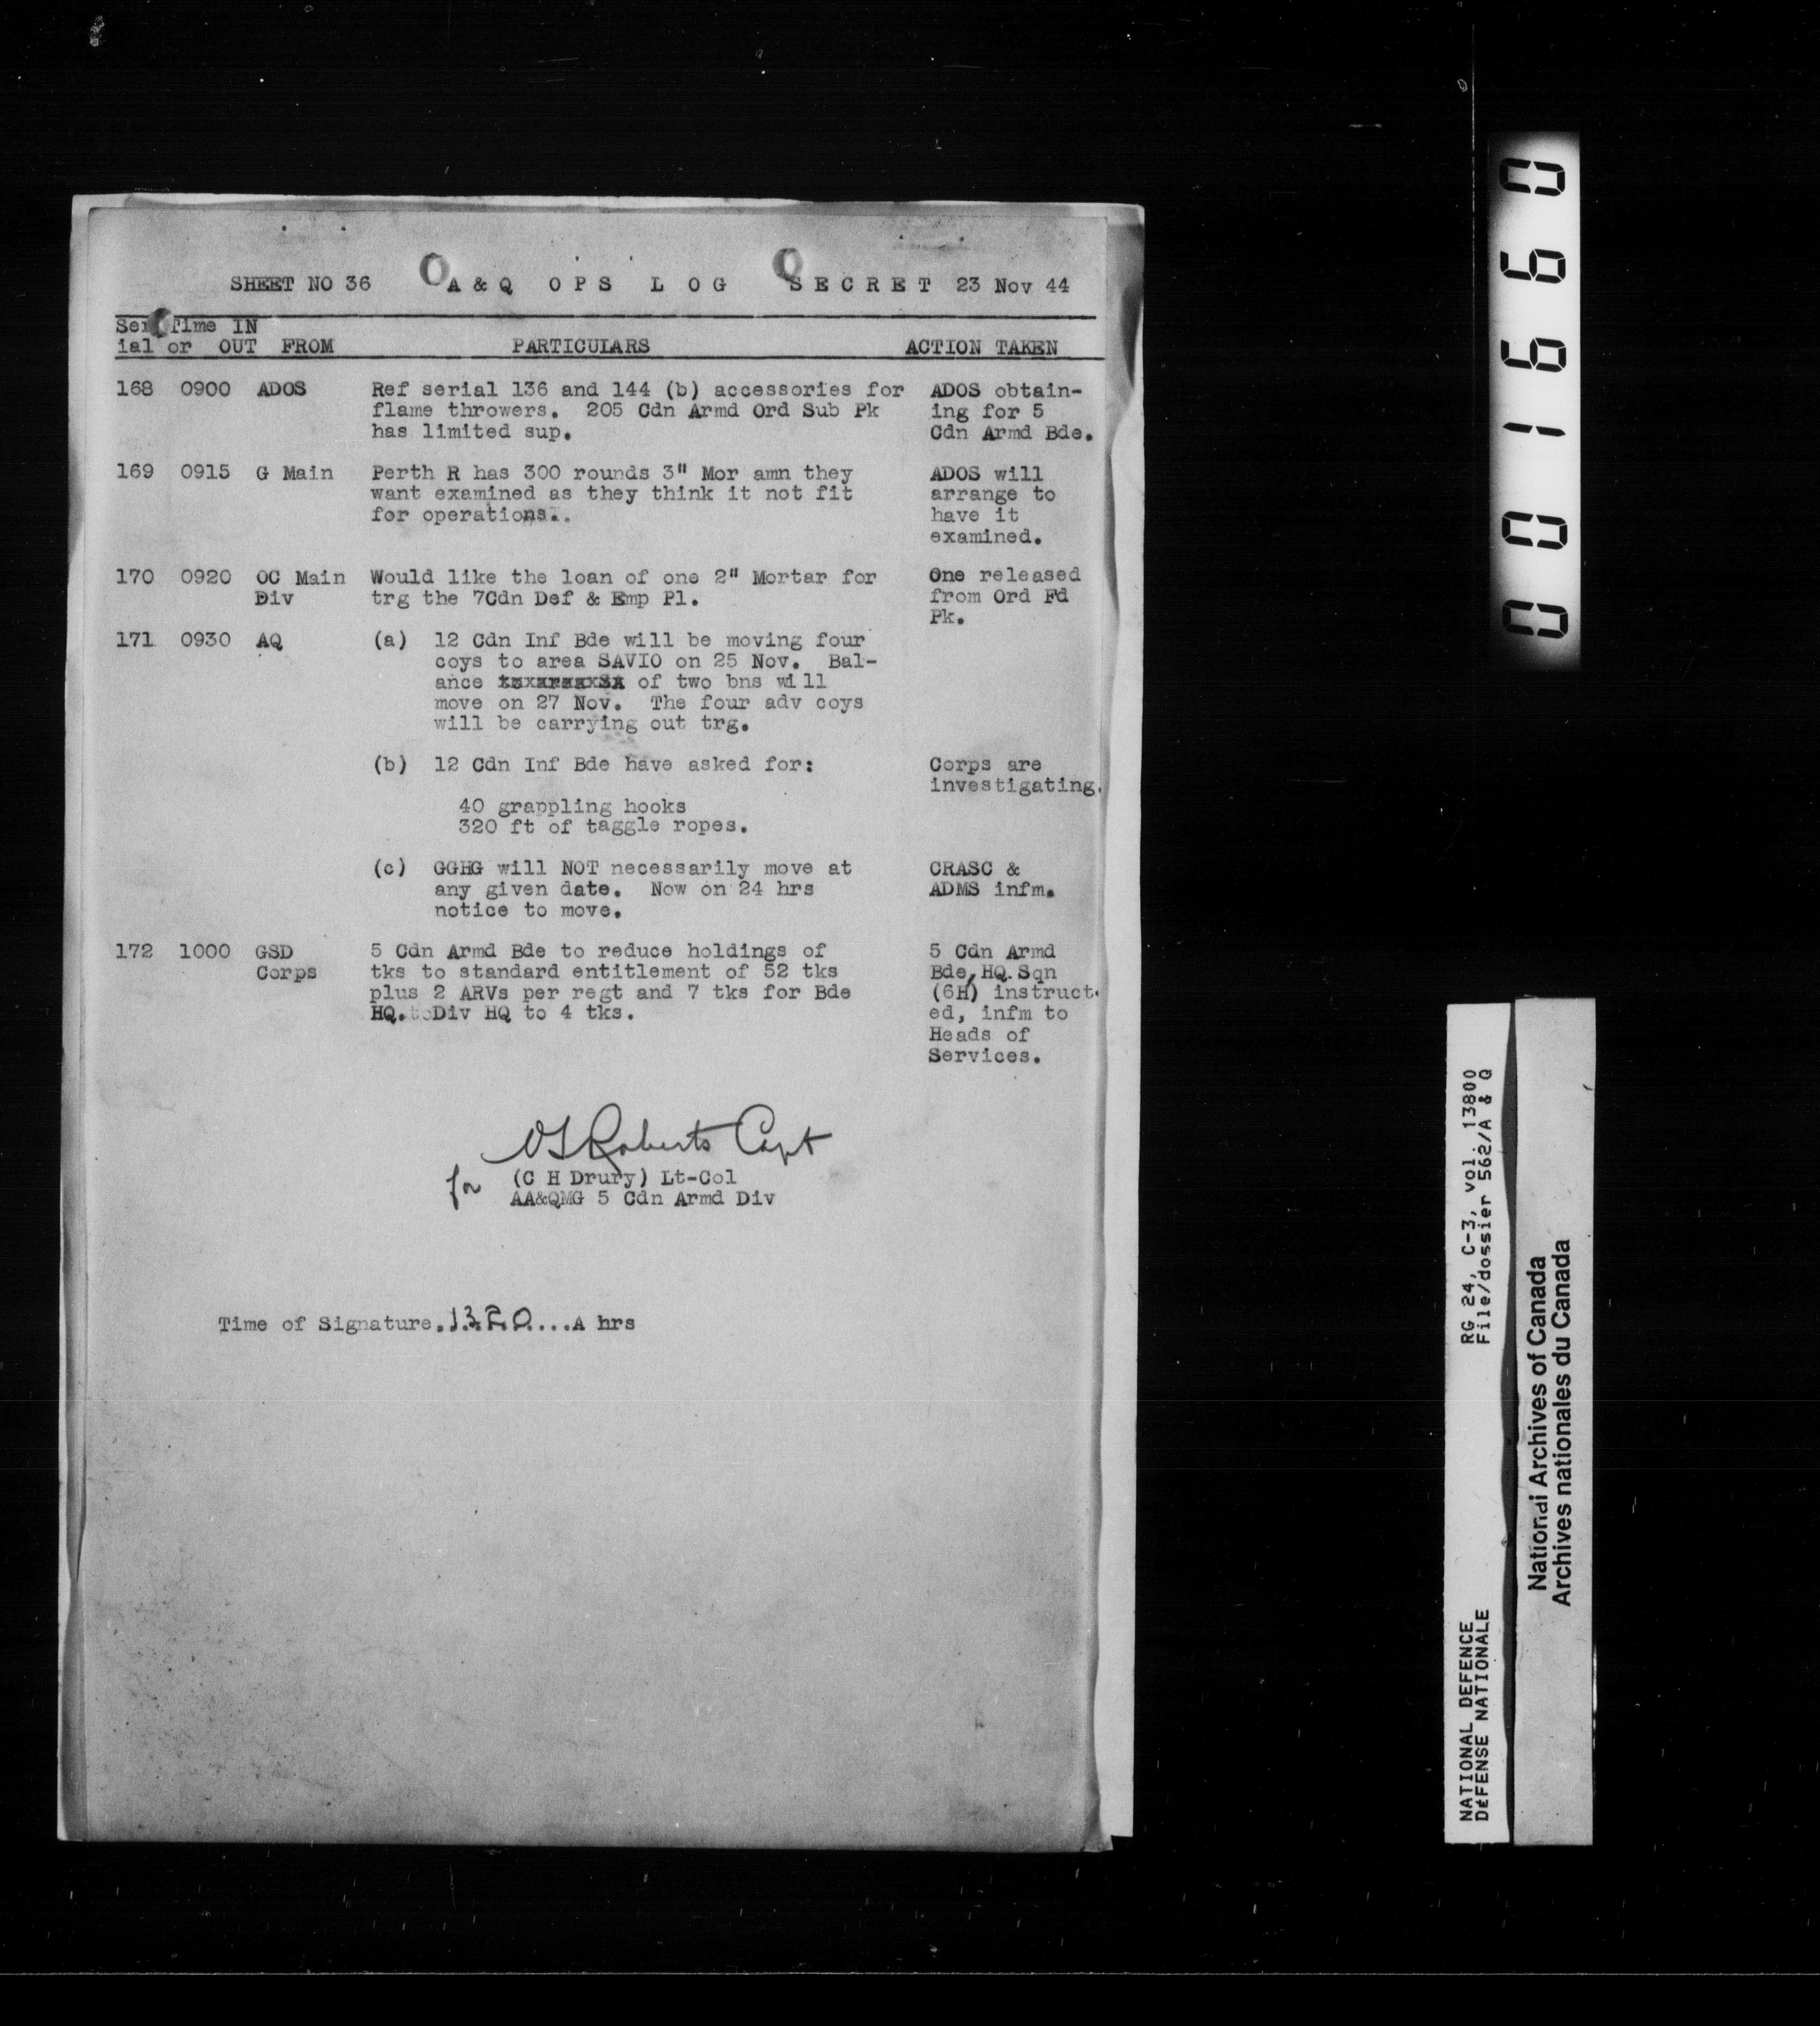 SHEET NO 36 A & Q OPS LOG SECRET 23 Nov 44
Ser Time IN
ial or OUT FROM PARTICULARS ACTION TAKEN
168 0900 ADOS Ref serial 136 and 144 (b) accessories for ADOS obtain-
flame throwers. 205 Cdn Armd Ord Sub Pk ing for 5
has limited sup. Cdn Armd Bde.
169 0915 G Main Perth R has 300 rounds 3" Mor amn they ADOS will
want examined as they think it not fit arrange to
for operations.. have it
examined.
170 0920 OC Main Would like the loan of one 2" Mortar for One released
Div trg the 7Cdn Def & Emp Pl. from Ord Fd
Pk.
171 0930 AQ (a) 12 Cdn Inf Bde will be moving four
coys to area SAVIO on 25 Nov. Bal-
ance of two bns will
move on 27 Nov. The four adv coys
will be carrying out trg.
(b) 12 Cdn Inf Bde have asked for: Corps are
investigating.
40 grappling hooks
320 ft of taggle ropes.
(c) GGHG will NOT necessarily move at CRASC &
any given date. Now on 24 hrs ADMS infm.
notice to move.
172 1000 GSD 5 Cdn Armd Bde to reduce holdings of 5 Cdn Armd
Corps tks to standard entitlement of 52 tks Bde, HQ Sqn
plus 2 ARVs per regt and 7 tks for Bde (6H) instruct-
HQ. Div HQ to 4 tks. ed, infm to
Heads of
Services.
Roberts Capt
for (C H Drury) Lt-Col
AA&QMG 5 Cdn Armd Div
Time of Signature.1320....A hrs
001660
RG 24, C-3, vol. 13800
File/dossier 562/A & Q
NATIONAL DEFENCE
DÉFENSE NATIONALE
National Archives of Canada
Archives nationales du Canada